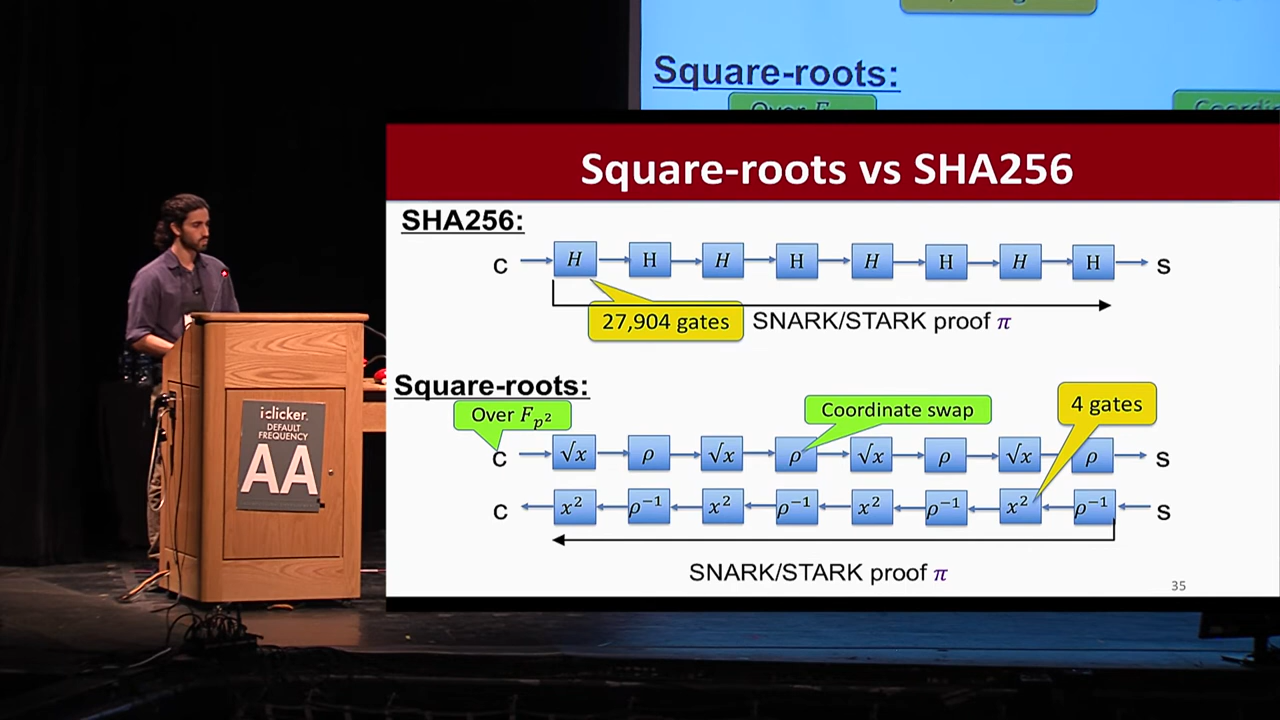 Square-roots:
Square-roots vs SHA256
SHA256:
C H H H H H H H H S
27,904 gates
SNARK/STARK proof π
Square-roots:
Over F_{p^2}
Coordinate swap
4 gates
C √x ρ √x ρ √x ρ √x ρ S
C x² ρ⁻¹ x² ρ⁻¹ x² ρ⁻¹ x² ρ⁻¹ S
SNARK/STARK proof π
35
i>clicker.
DEFAULT
FREQUENCY
AA